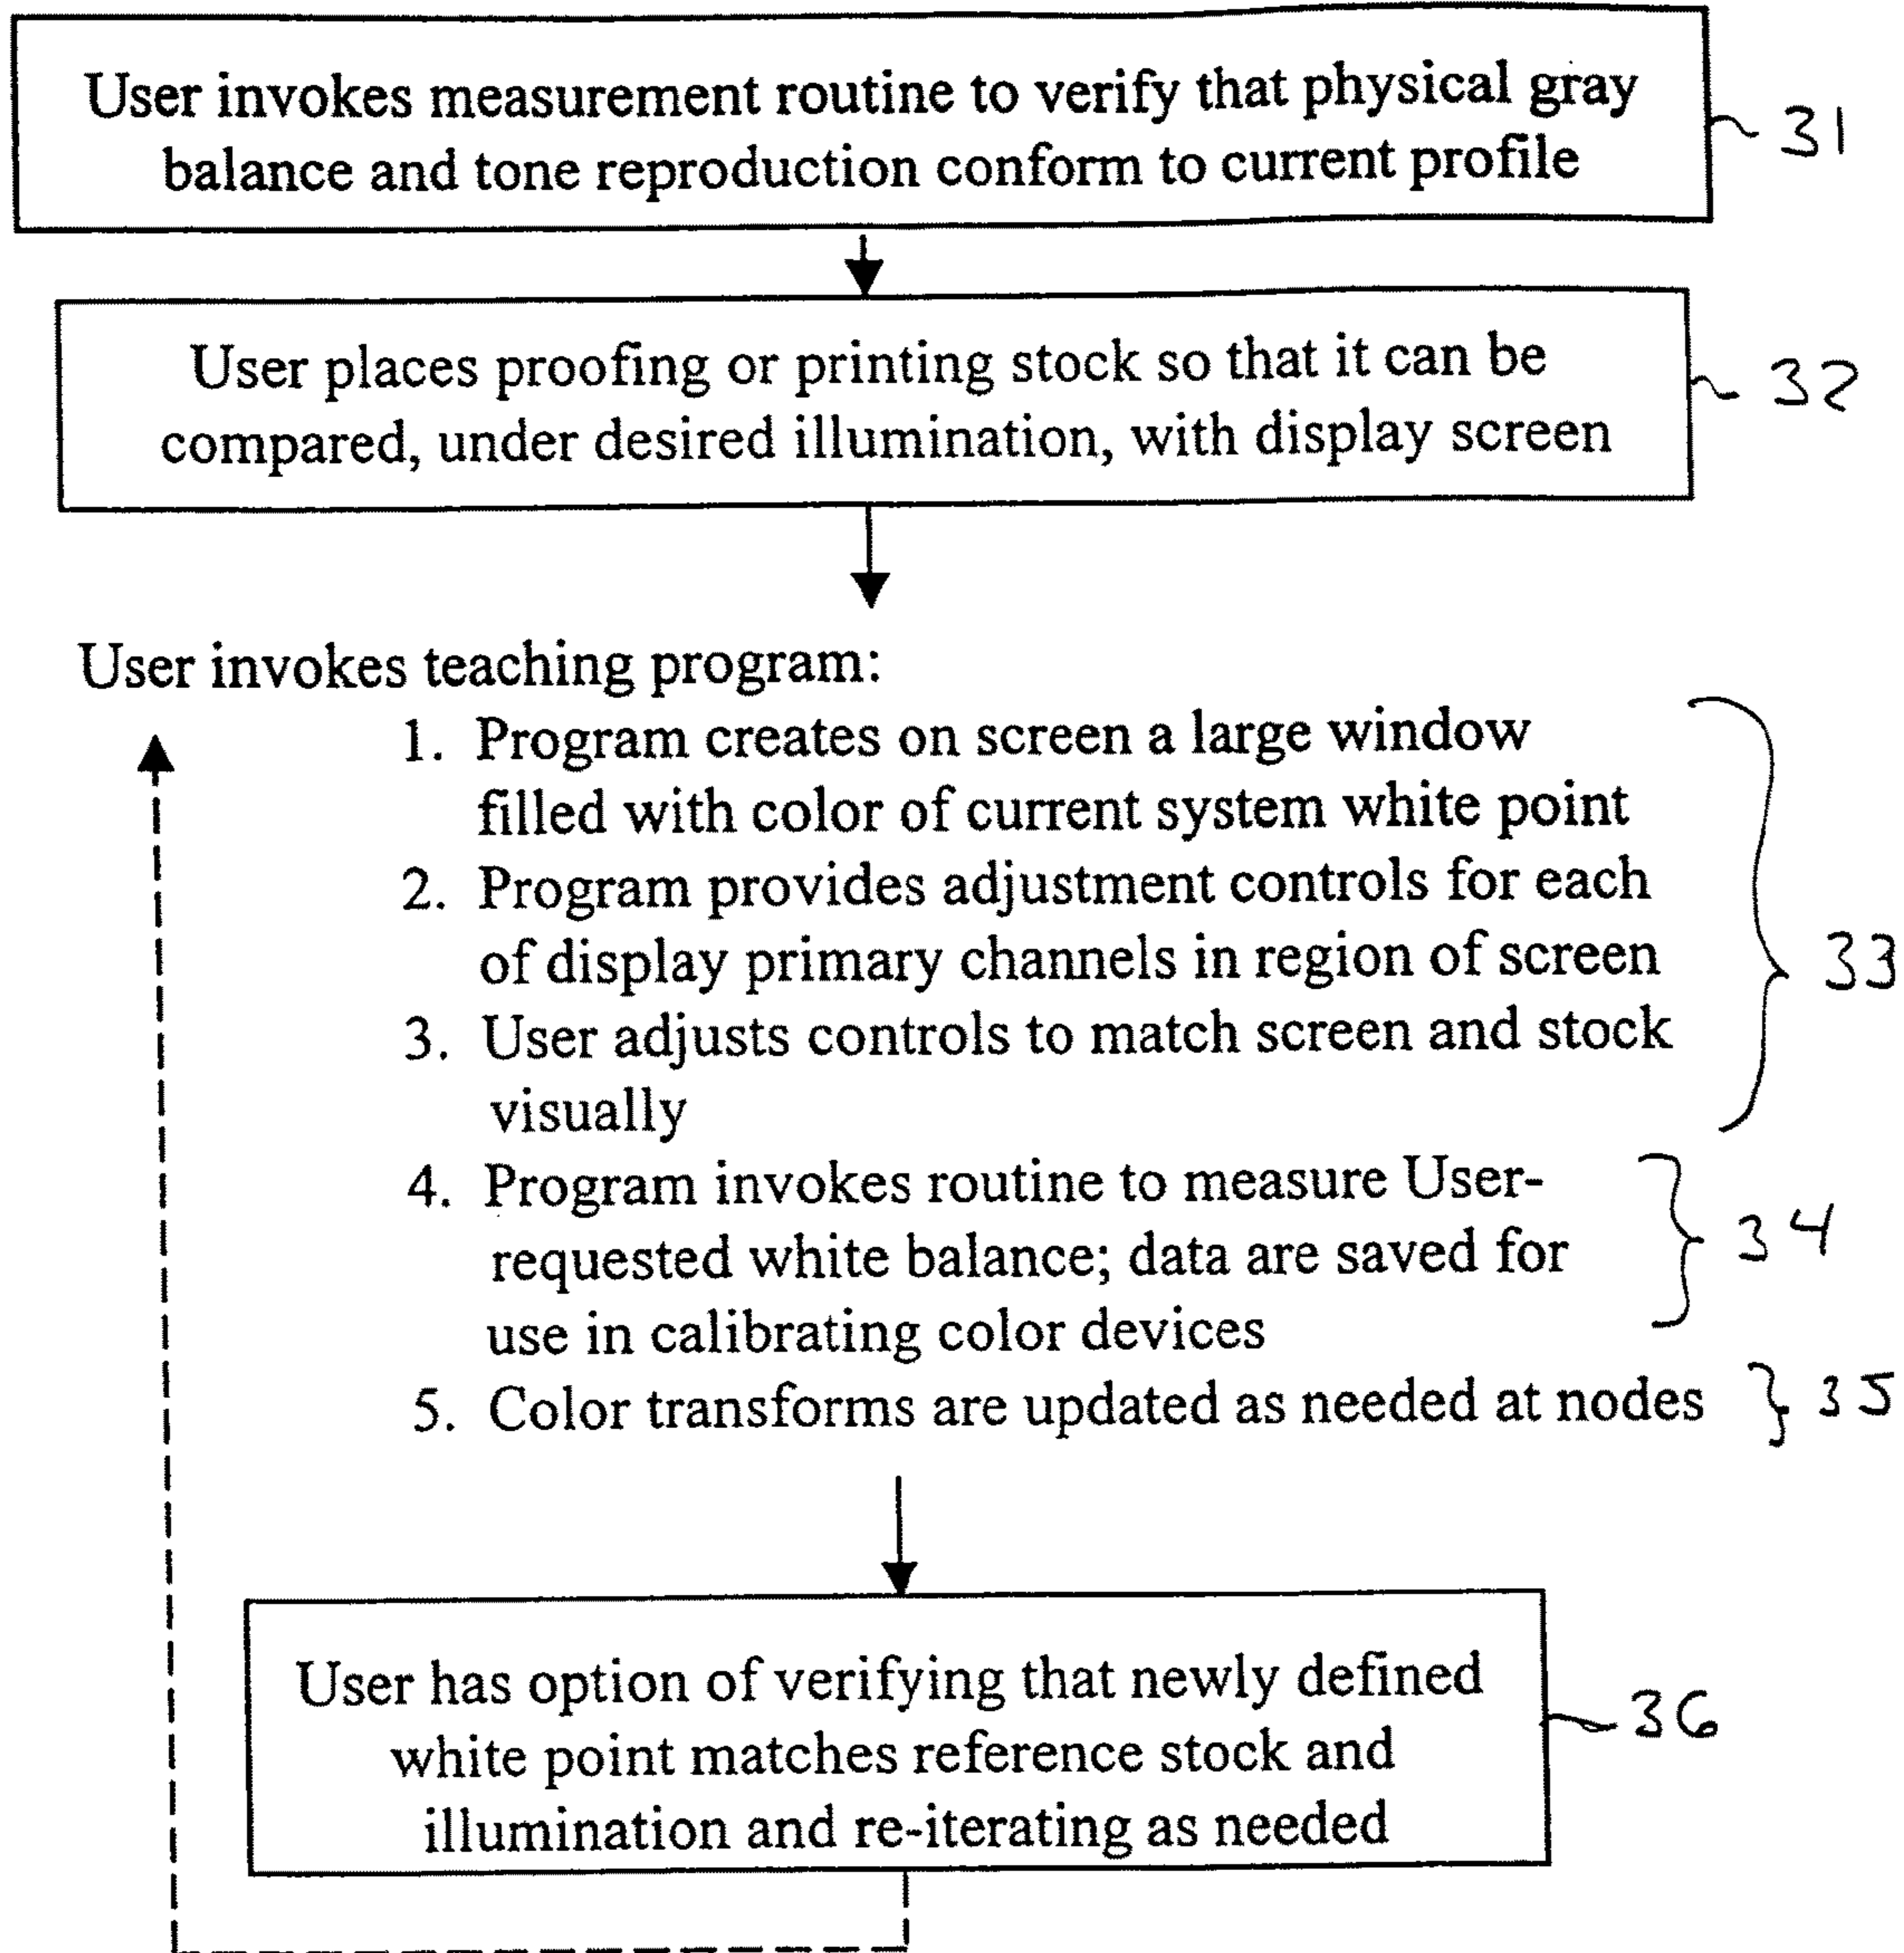 User invokes measurement routine to verify that physical gray
balance and tone reproduction conform to current profile
31
User places proofing or printing stock so that it can be
compared, under desired illumination, with display screen
32
User invokes teaching program:
1. Program creates on screen a large window
filled with color of current system white point
2. Program provides adjustment controls for each
of display primary channels in region of screen
3. User adjusts controls to match screen and stock
visually
33
4. Program invokes routine to measure User-
requested white balance; data are saved for
use in calibrating color devices
34
5. Color transforms are updated as needed at nodes
35
User has option of verifying that newly defined
white point matches reference stock and
illumination and re-iterating as needed
36